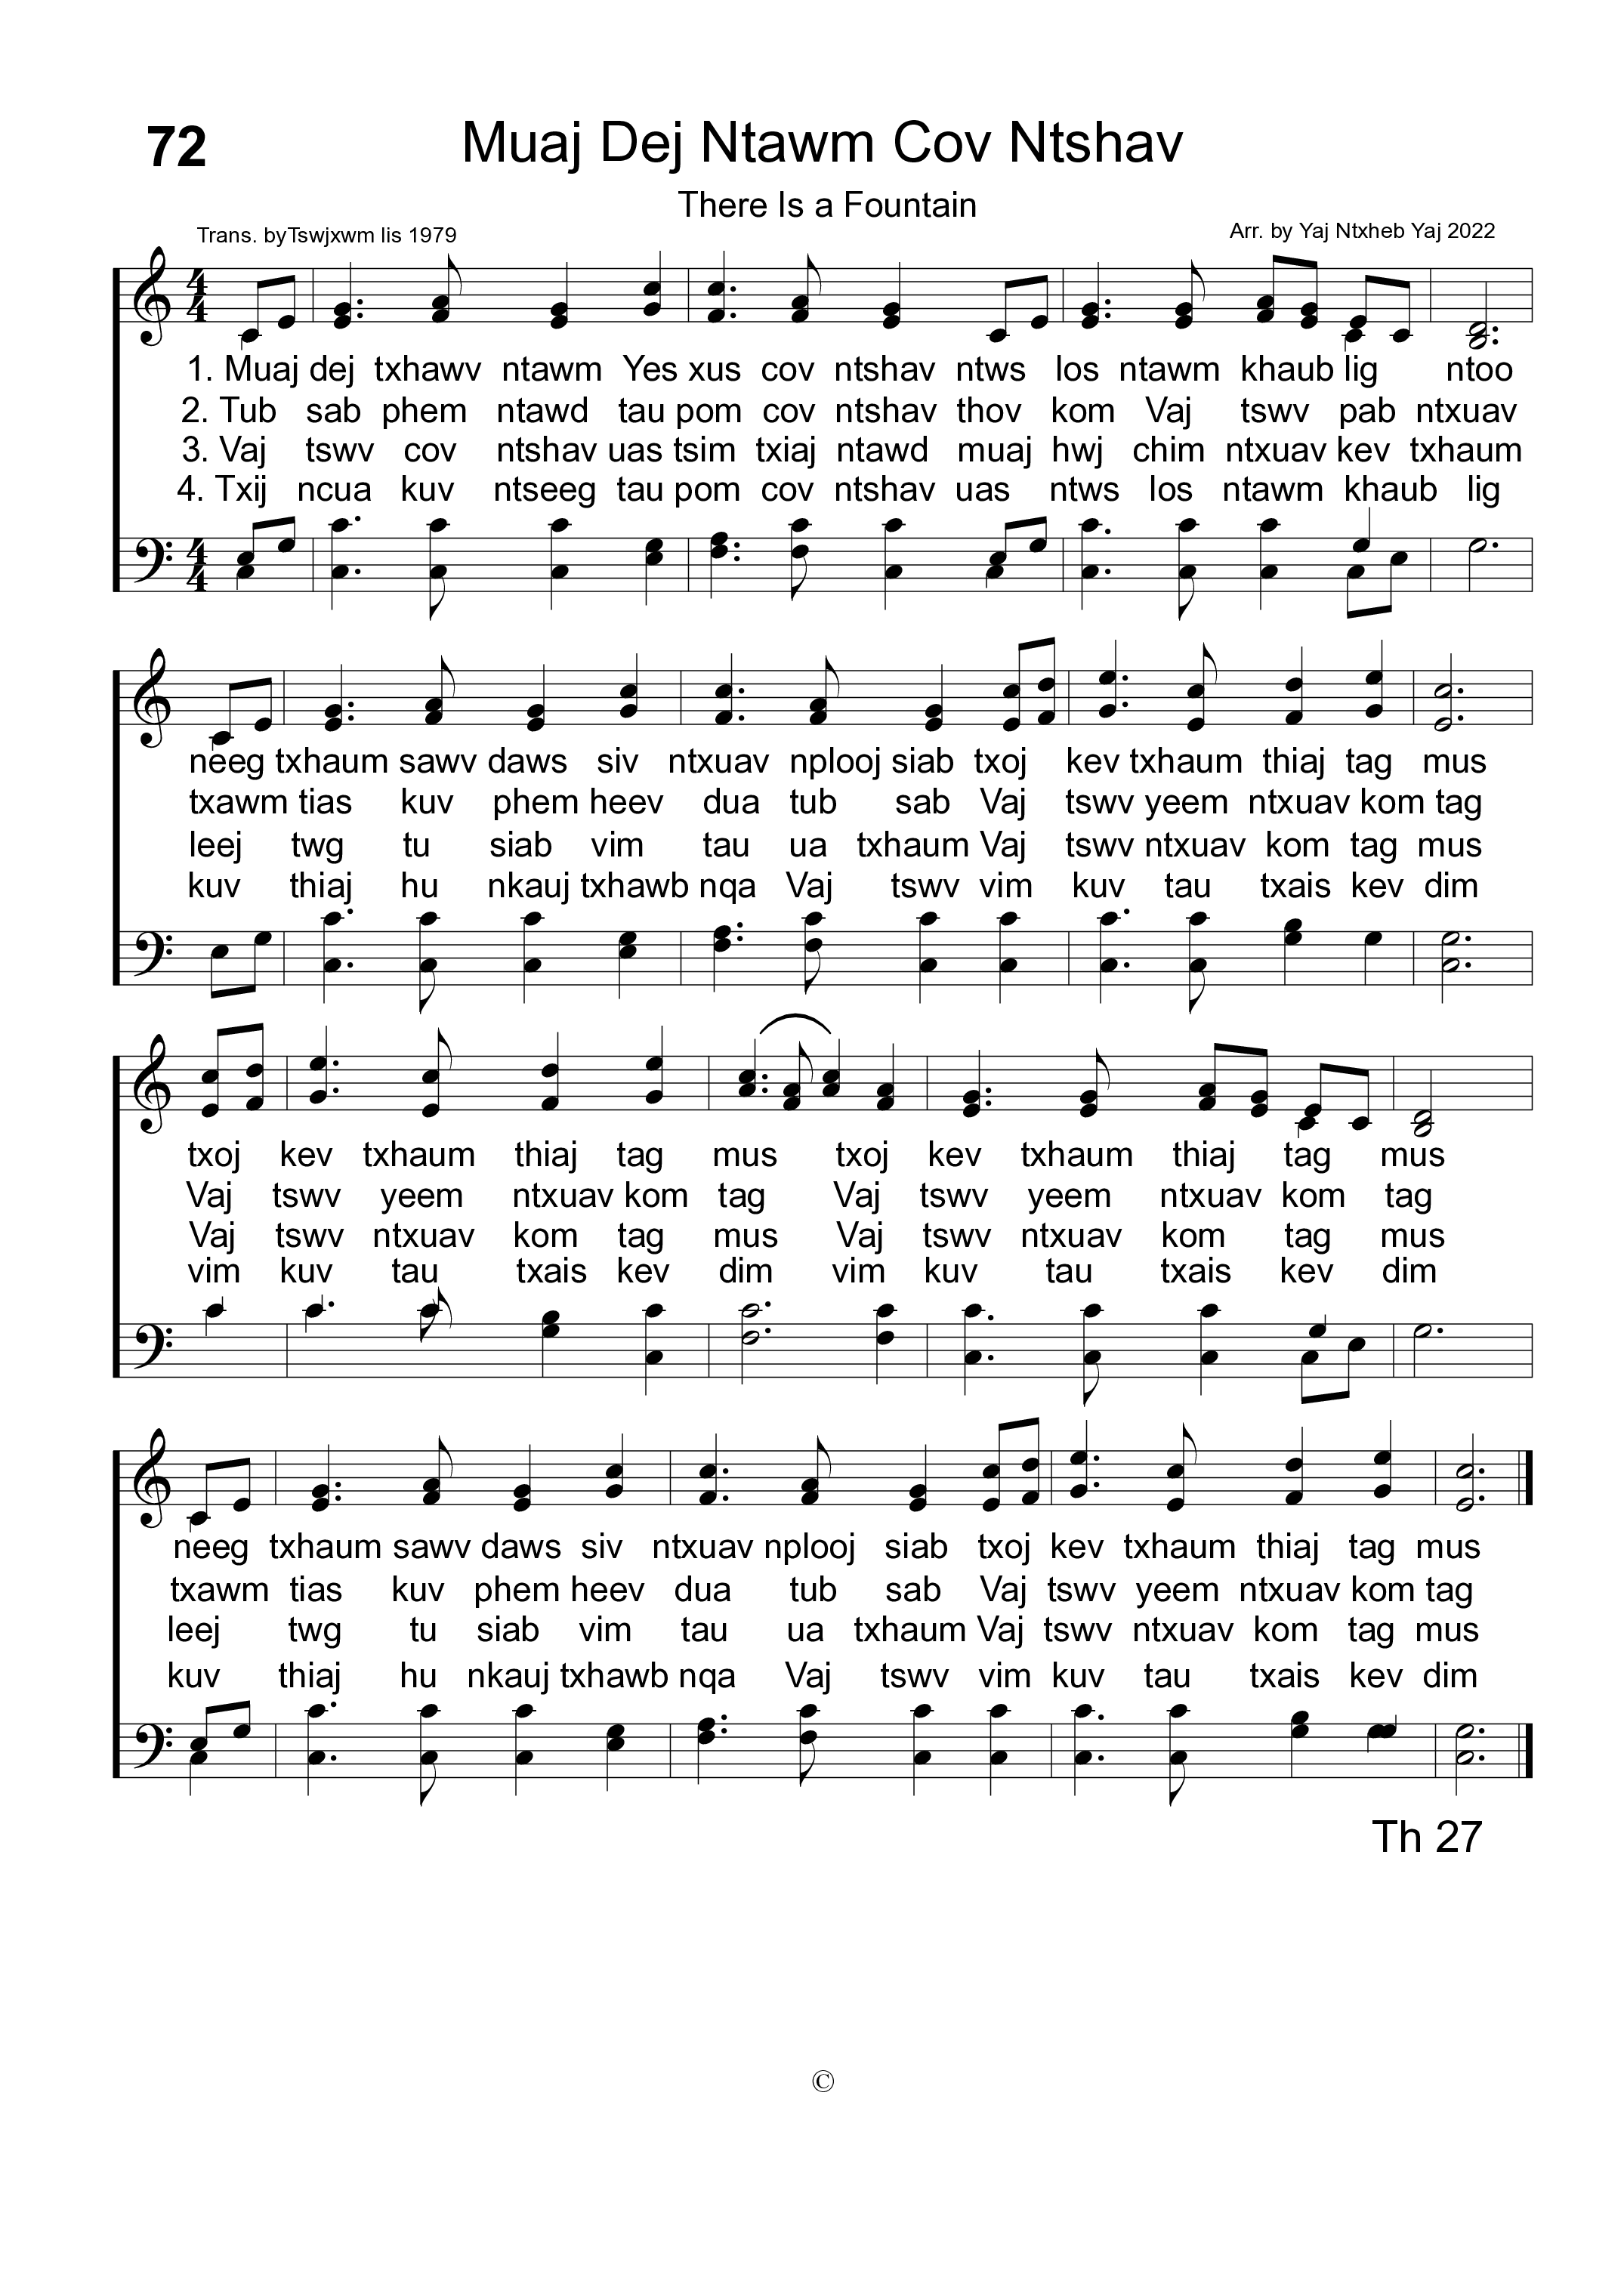 72
Muaj Dej Ntawm Cov Ntshav
There Is a Fountain
Trans. byTswjxwm lis 1979
Arr. by Yaj Ntxheb Yaj 2022
1. Muaj dej txhawv ntawm Yes xus cov ntshav ntws los ntawm khaub lig ntoo
2. Tub sab phem ntawd tau pom cov ntshav thov kom Vaj tswv pab ntxuav
3. Vaj tswv cov ntshav uas tsim txiaj ntawd muaj hwj chim ntxuav kev txhaum
4. Txij ncua kuv ntseeg tau pom cov ntshav uas ntws los ntawm khaub lig
neeg txhaum sawv daws siv ntxuav nplooj siab txoj kev txhaum thiaj tag mus
txawm tias kuv phem heev dua tub sab Vaj tswv yeem ntxuav kom tag
leej twg tu siab vim tau ua txhaum Vaj tswv ntxuav kom tag mus
kuv thiaj hu nkauj txhawb nqa Vaj tswv vim kuv tau txais kev dim
txoj kev txhaum thiaj tag mus txoj kev txhaum thiaj tag mus
Vaj tswv yeem ntxuav kom tag Vaj tswv yeem ntxuav kom tag
Vaj tswv ntxuav kom tag mus Vaj tswv ntxuav kom tag mus
vim kuv tau txais kev dim vim kuv tau txais kev dim
neeg txhaum sawv daws siv ntxuav nplooj siab txoj kev txhaum thiaj tag mus
txawm tias kuv phem heev dua tub sab Vaj tswv yeem ntxuav kom tag
leej twg tu siab vim tau ua txhaum Vaj tswv ntxuav kom tag mus
kuv thiaj hu nkauj txhawb nqa Vaj tswv vim kuv tau txais kev dim
Th 27
©